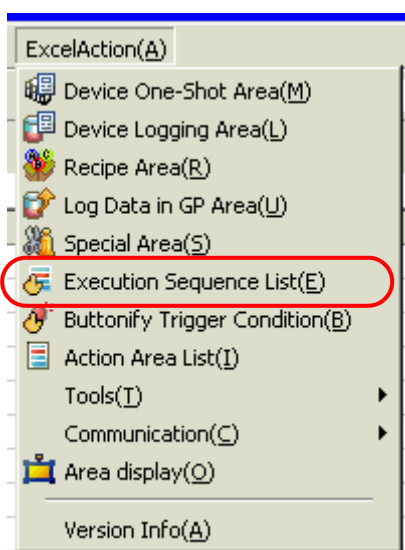 ExcelAction(A)
Device One-Shot Area(M)
Device Logging Area(L)
Recipe Area(R)
Log Data in GP Area(U)
Special Area(S)
Execution Sequence List(E)
Buttonify Trigger Condition(B)
Action Area List(I)
Tools(T)
Communication(C)
Area display(O)
Version Info(A)